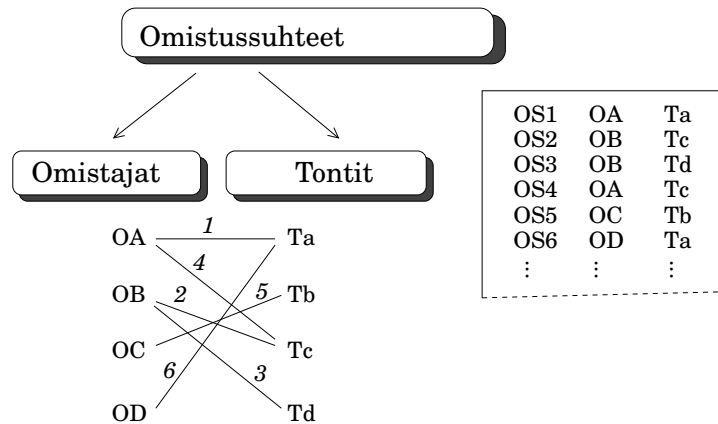 Omistussuhteet
Omistajat
Tontit
OS1 OA Ta
OS2 OB Tc
OS3 OB Td
OS4 OA Tc
OS5 OC Tb
OS6 OD Ta
⋮ ⋮ ⋮
OA 1 Ta
4
OB 2 5 Tb
OC Tc
6 3
OD Td